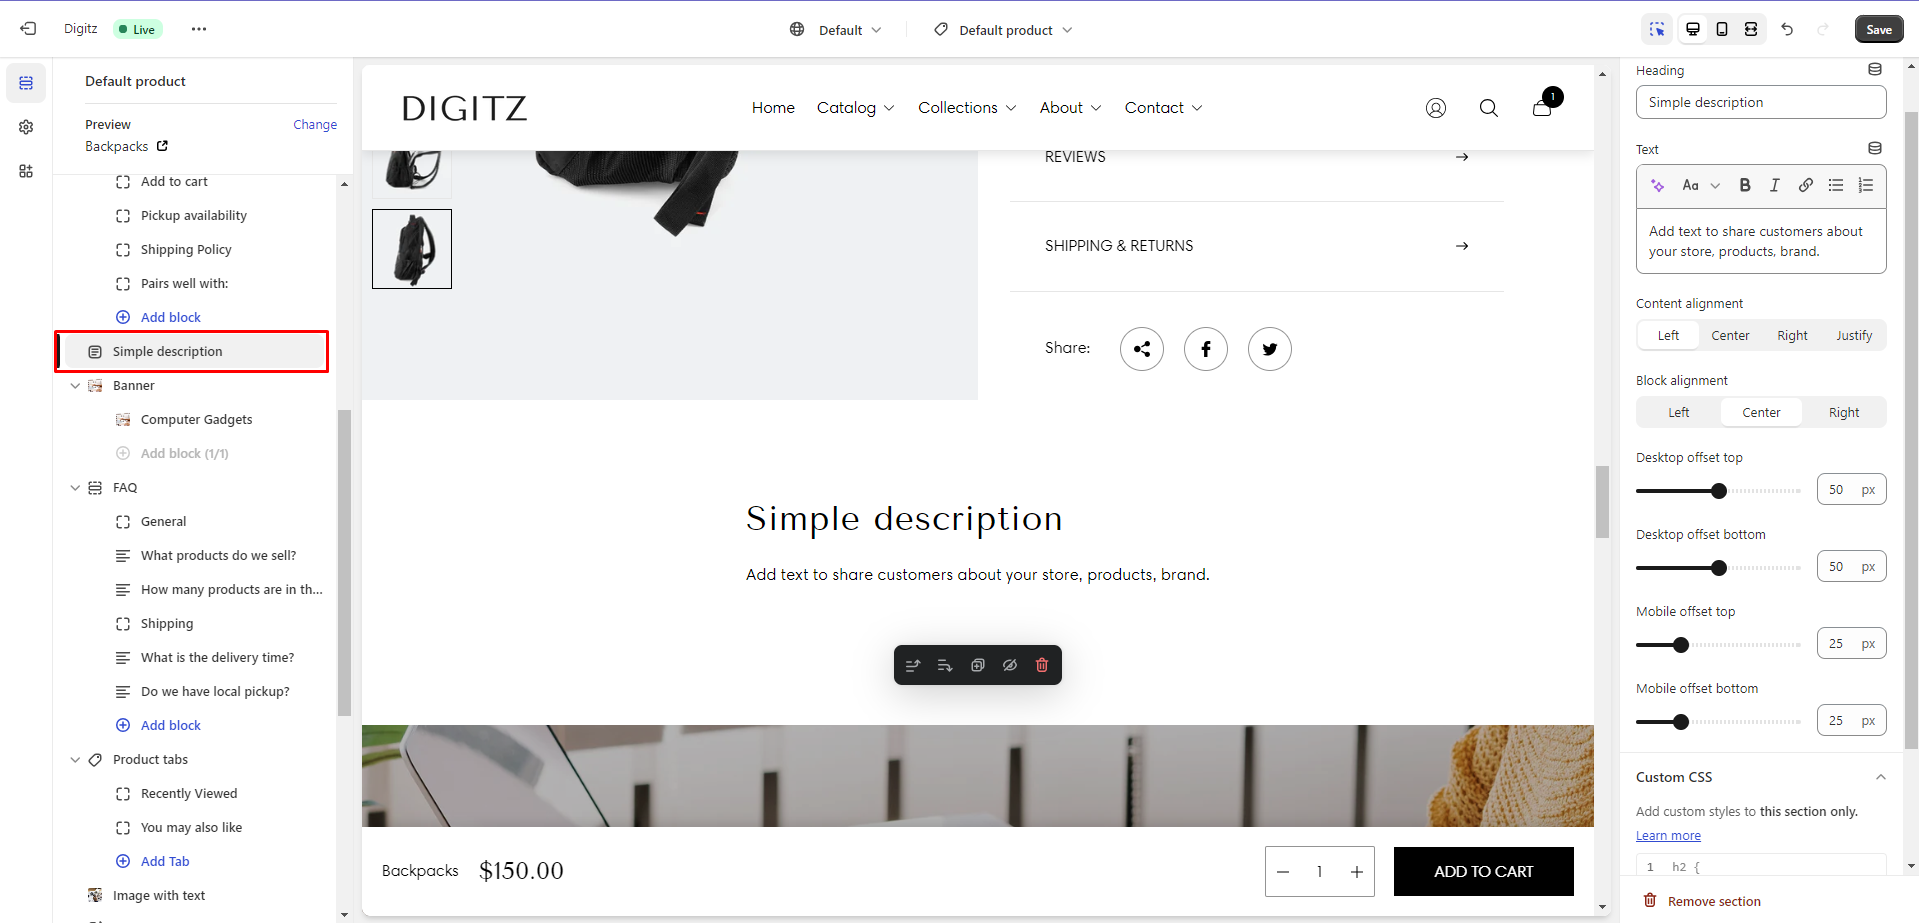 Digitz
Live
Default
Default product
Save
Default product
Preview
Change
Backpacks
Add to cart
Pickup availability
Shipping Policy
Pairs well with:
Add block
Simple description
Banner
Computer Gadgets
Add block (1/1)
FAQ
General
What products do we sell?
How many products are in th...
Shipping
What is the delivery time?
Do we have local pickup?
Add block
Product tabs
Recently Viewed
You may also like
Add Tab
Image with text
DIGITZ
Home
Catalog
Collections
About
Contact
1
REVIEWS
SHIPPING & RETURNS
Share:
Simple description
Add text to share customers about your store, products, brand.
Backpacks
$150.00
1
ADD TO CART
Heading
Simple description
Text
Aa
B
I
Add text to share customers about
your store, products, brand.
Content alignment
Left
Center
Right
Justify
Block alignment
Left
Center
Right
Desktop offset top
50 px
Desktop offset bottom
50 px
Mobile offset top
25 px
Mobile offset bottom
25 px
Custom CSS
Add custom styles to this section only.
Learn more
1 h2 {
Remove section